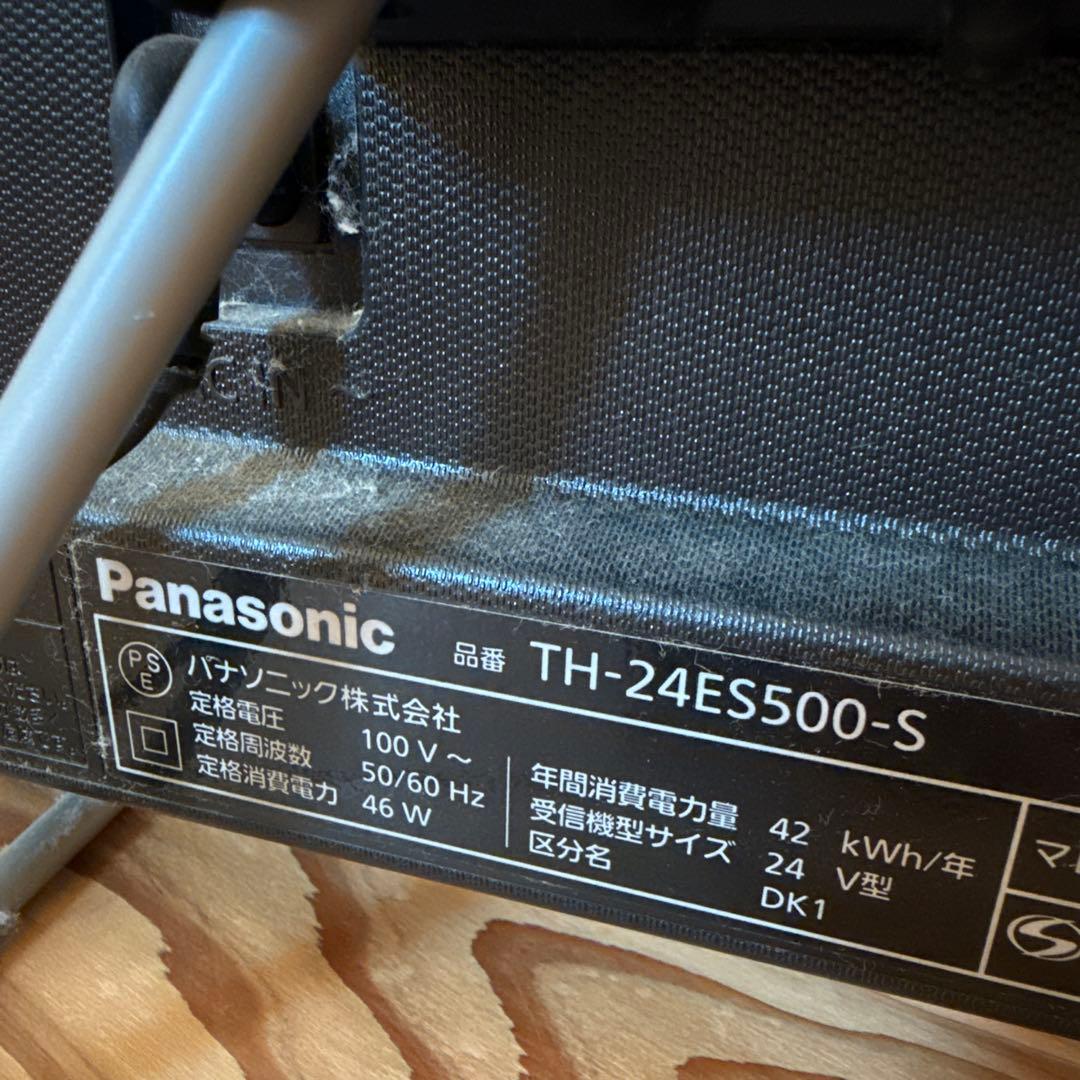 Panasonic
品番 TH-24ES500-S
PSE
パナソニック株式会社
定格電圧 100 V ~
定格周波数 50/60 Hz
定格消費電力 46 W
年間消費電力量 42 kWh/年
受信機型サイズ 24 V型
区分名 DK1